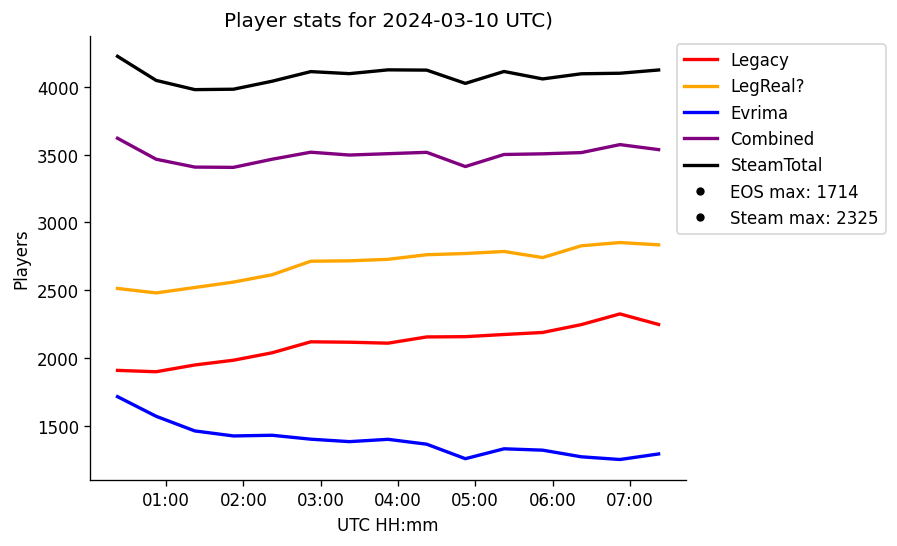 Player stats for 2024-03-10 UTC)
Legacy
LegReal?
Evrima
Combined
SteamTotal
EOS max: 1714
Steam max: 2325
Players
4000
3500
3000
2500
2000
1500
01:00 02:00 03:00 04:00 05:00 06:00 07:00
UTC HH:mm